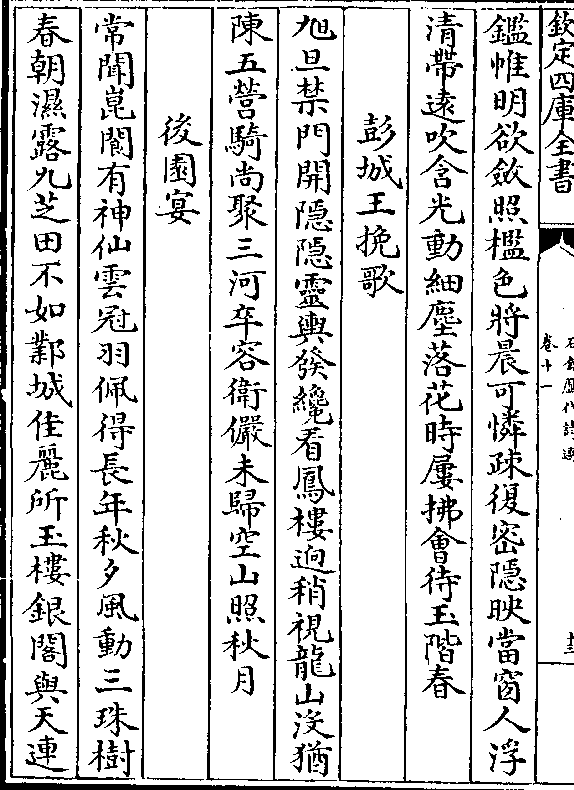 欽定四庫全書
卷十一
鑑帷明欲斂照檻色將晨可憐疎復密隱映當窗人浮
清帶遠吹含光動細塵落花時屢拂會待玉階春
彭城王挽歌
旭旦禁門開隱隱靈輿發纔看鳳樓逈稍視龍山沒猶
陳五營騎尚聚三河卒容衛儼未歸空山照秋月
後園宴
常聞崑閬有神仙雲冠羽佩得長年秋夕風動三珠樹
春朝濕露九芝田不如鄴城佳麗所玉樓銀閣與天連